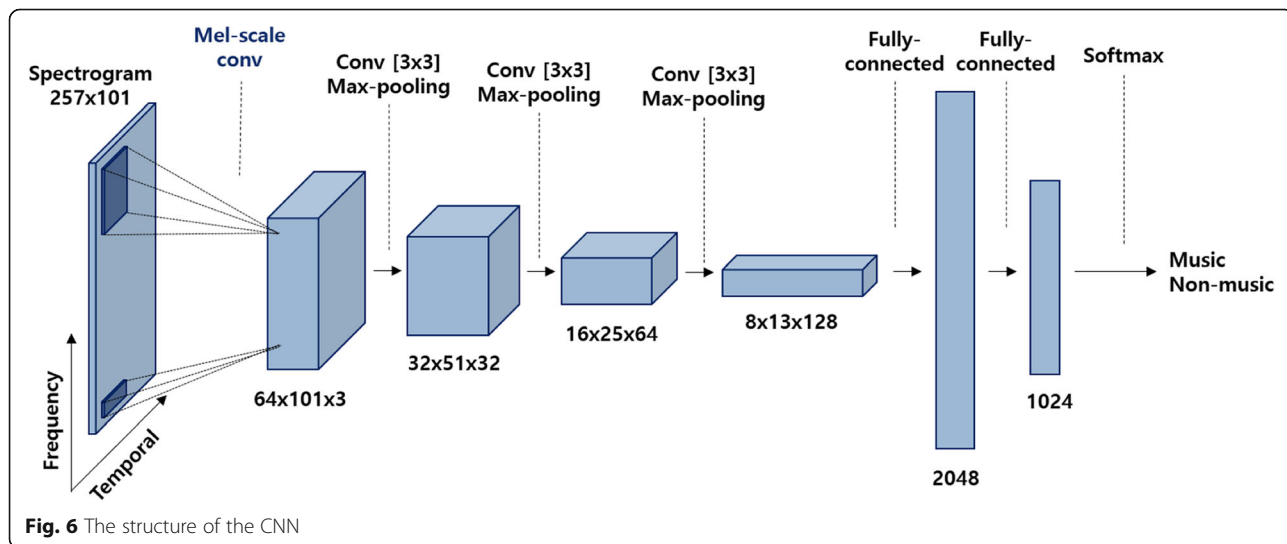 Spectrogram
257x101
Mel-scale
conv
Conv [3x3]
Max-pooling
Conv [3x3]
Max-pooling
Conv [3x3]
Max-pooling
Fully-
connected
Fully-
connected
Softmax
Frequency
Temporal
64x101x3
32x51x32
16x25x64
8x13x128
2048
1024
Music
Non-music
Fig. 6 The structure of the CNN